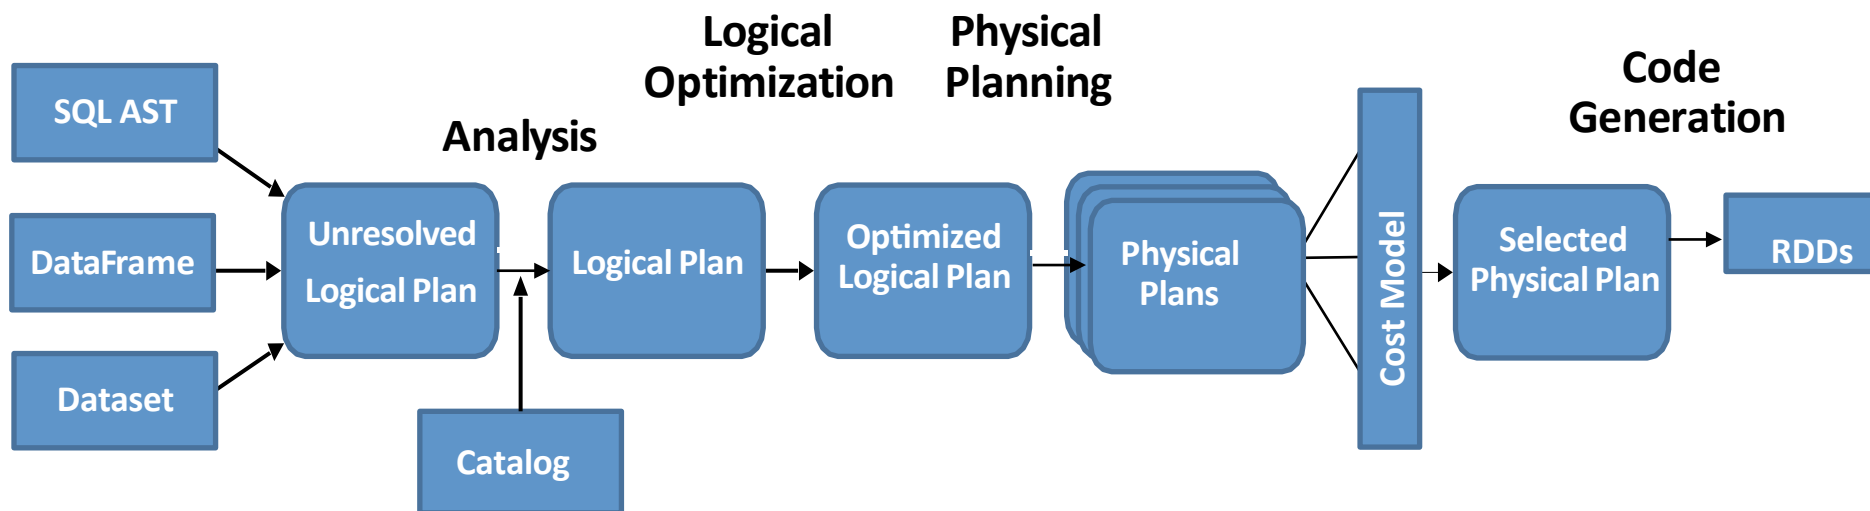 Logical
Optimization
Physical
Planning
Code
Generation
Analysis
SQL AST
DataFrame
Dataset
Unresolved
Logical Plan
Catalog
Logical Plan
Optimized
Logical Plan
Physical
Plans
Cost Model
Selected
Physical Plan
RDDs